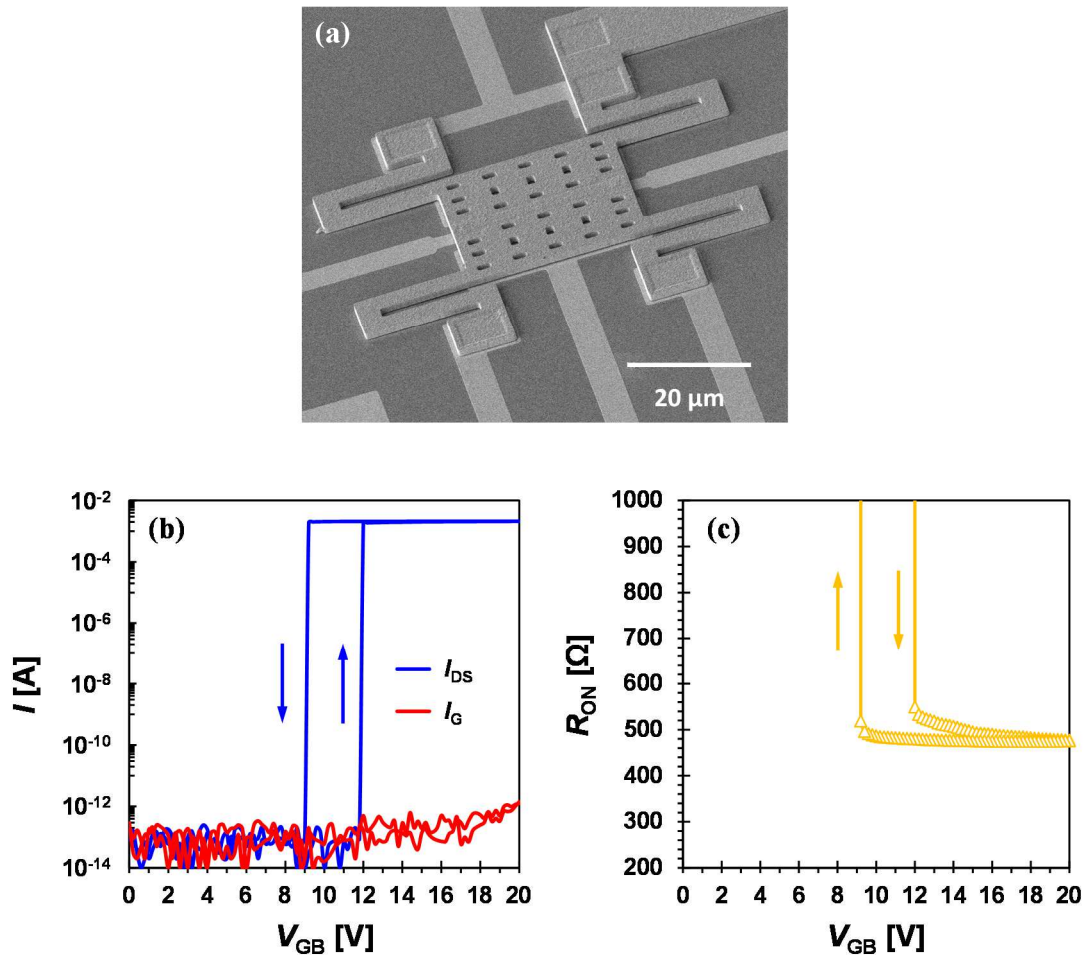 (a)
20 µm
(b)
I [A]
10⁻²
10⁻⁴
10⁻⁶
10⁻⁸
10⁻¹⁰
10⁻¹²
10⁻¹⁴
I_DS
I_G
0 2 4 6 8 10 12 14 16 18 20
V_GB [V]
(c)
R_ON [Ω]
1000
900
800
700
600
500
400
300
200
0 2 4 6 8 10 12 14 16 18 20
V_GB [V]